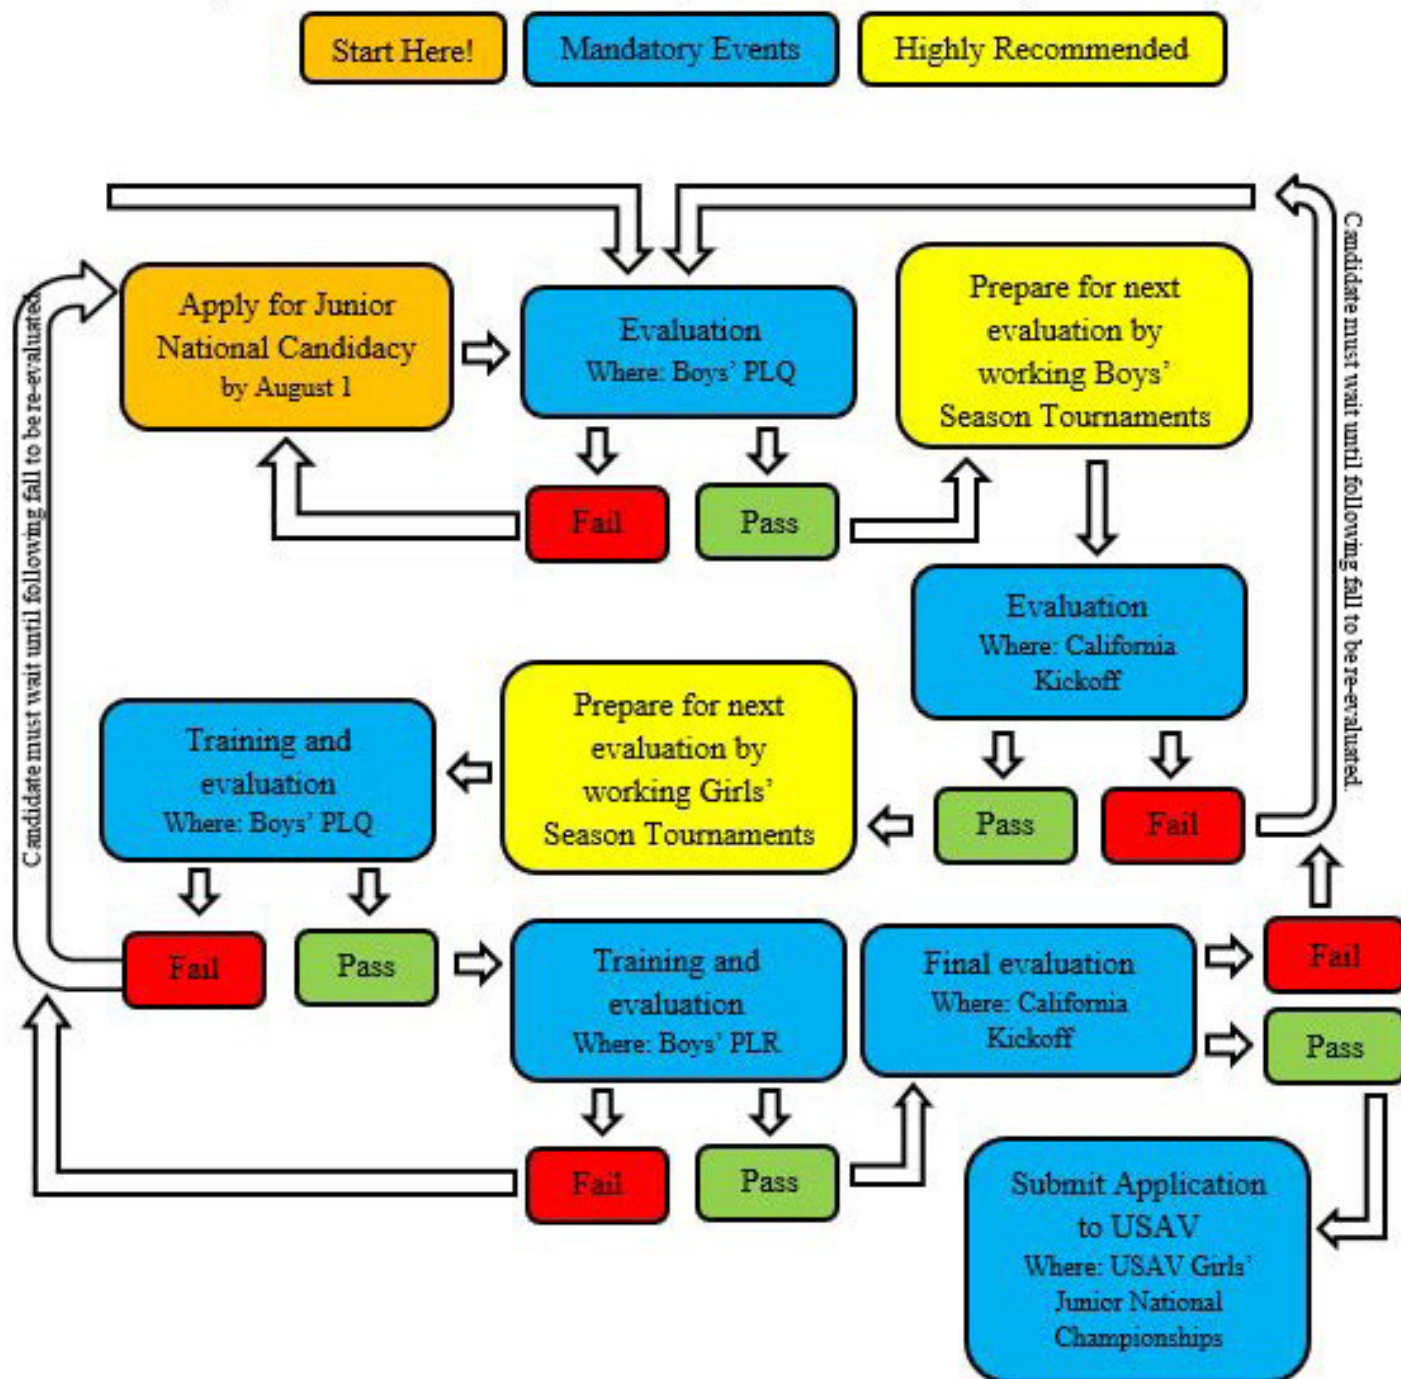 Start Here!
Mandatory Events
Highly Recommended
Candidate must wait until following fall to be re-evaluated.
Apply for Junior
National Candidacy
by August 1
Evaluation
Where: Boys' PLQ
Prepare for next
evaluation by
working Boys'
Season Tournaments
Candidate must wait until following fall to be re-evaluated.
Fail
Pass
Evaluation
Where: California
Kickoff
Pass
Fail
Prepare for next
evaluation by
working Girls'
Season Tournaments
Training and
evaluation
Where: Boys' PLQ
Fail
Pass
Training and
evaluation
Where: Boys' PLR
Fail
Pass
Final evaluation
Where: California
Kickoff
Fail
Pass
Submit Application
to USAV
Where: USAV Girls'
Junior National
Championships